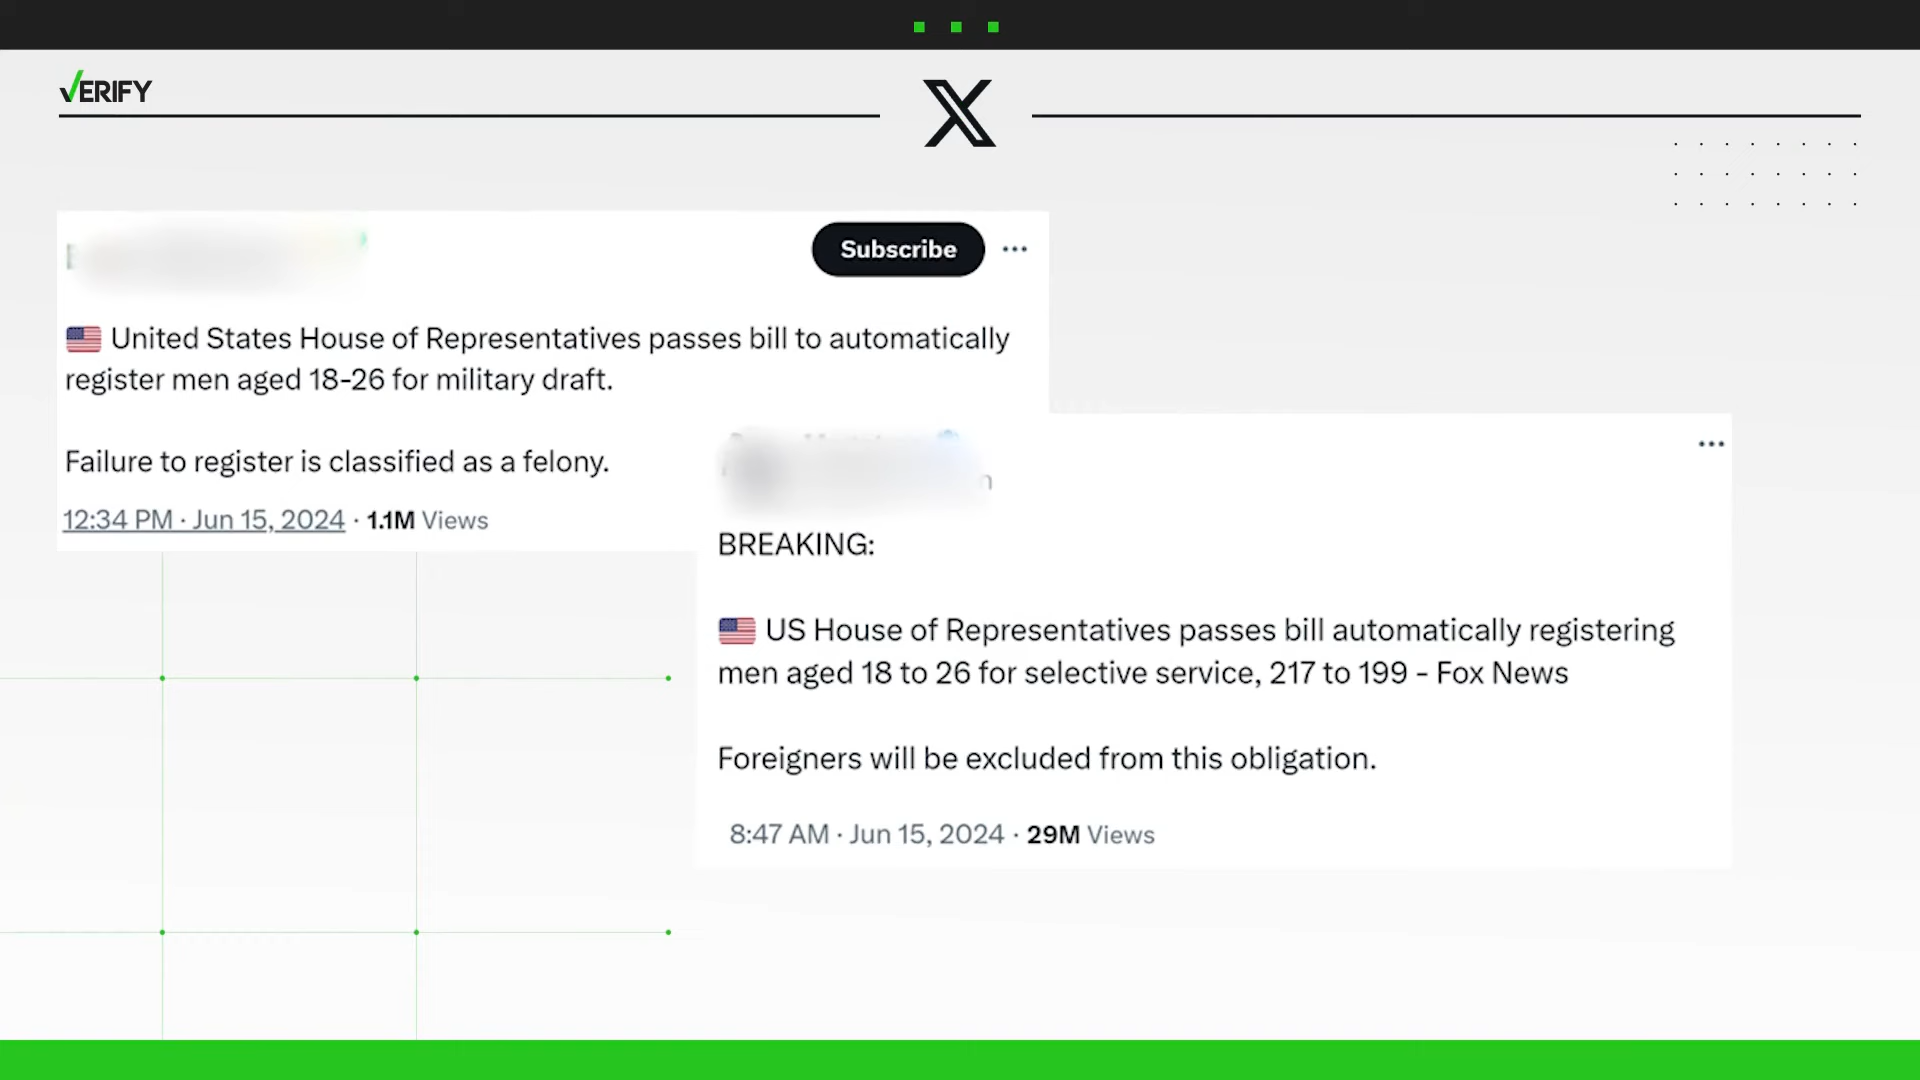 VERIFY
X
Subscribe
United States House of Representatives passes bill to automatically
register men aged 18-26 for military draft.
Failure to register is classified as a felony.
12:34 PM · Jun 15, 2024 · 1.1M Views
BREAKING:
US House of Representatives passes bill automatically registering
men aged 18 to 26 for selective service, 217 to 199 - Fox News
Foreigners will be excluded from this obligation.
8:47 AM · Jun 15, 2024 · 29M Views